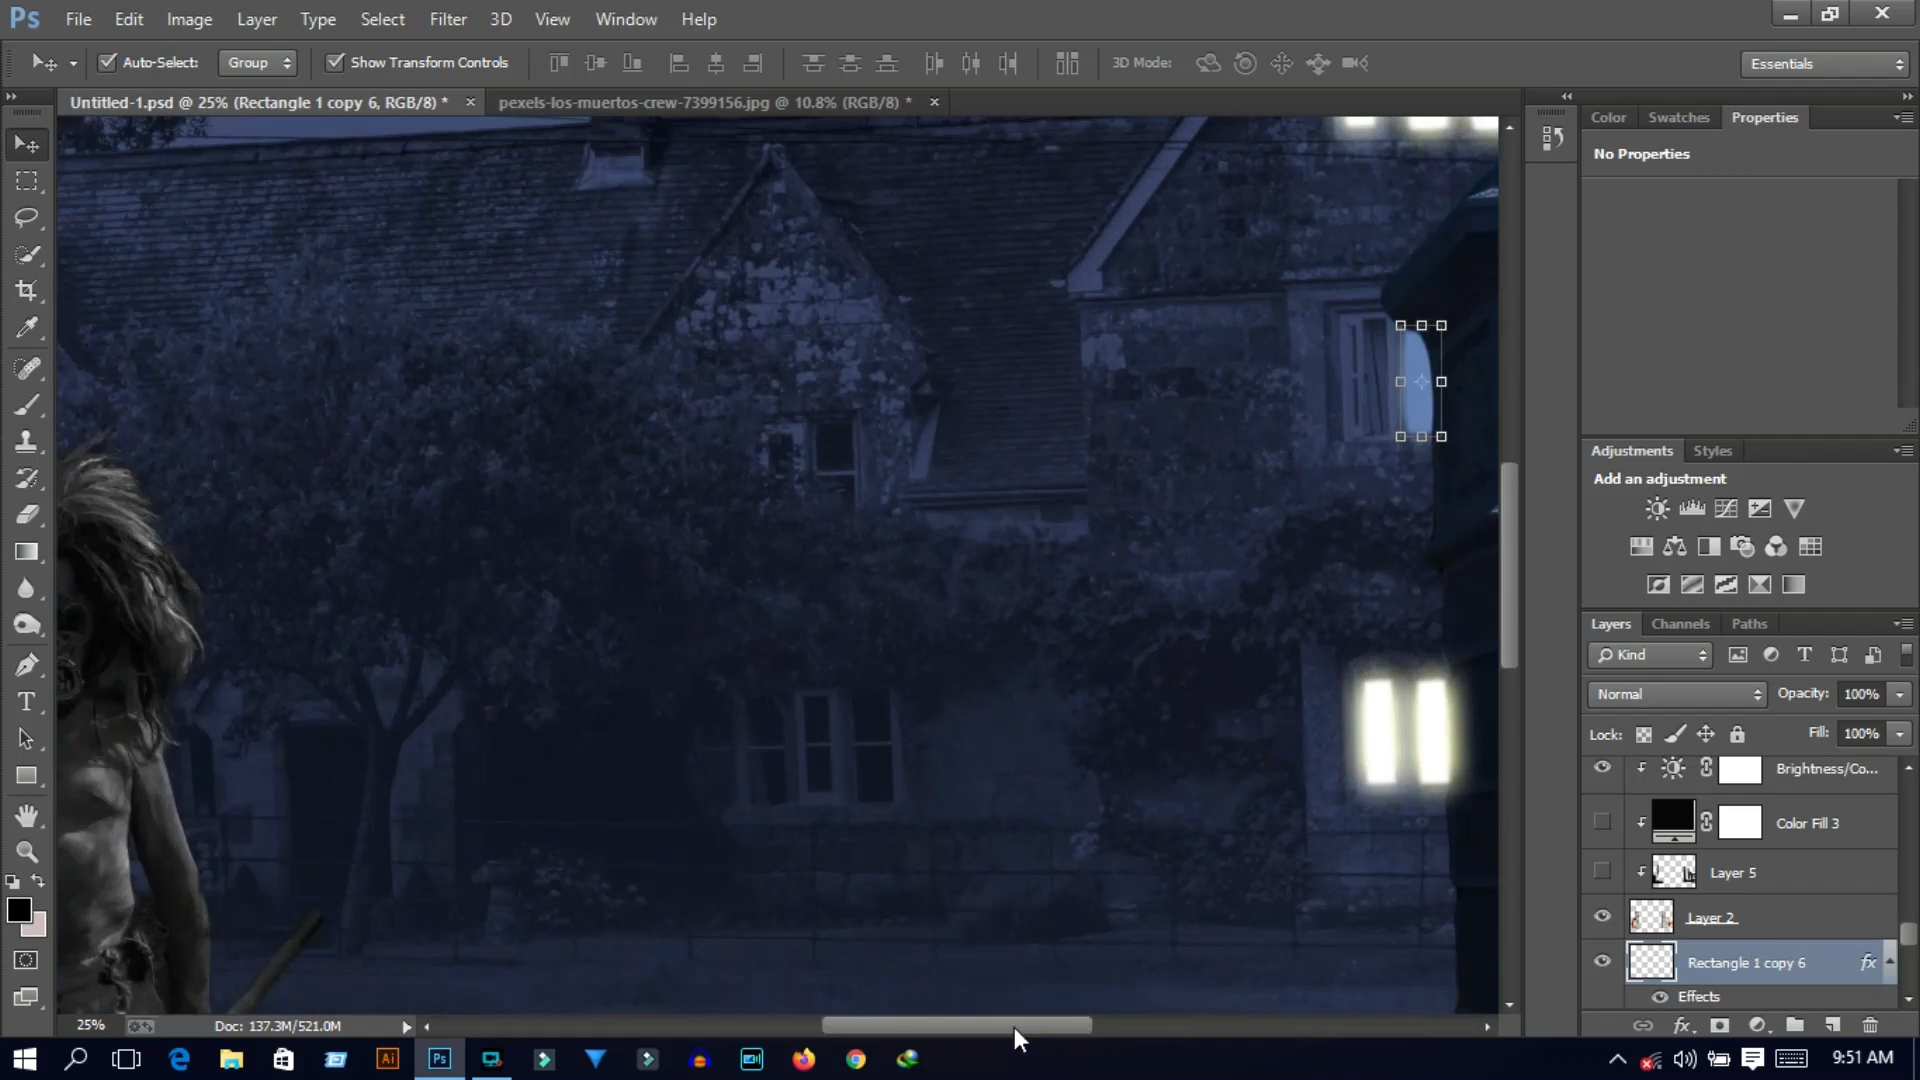 Ps File Edit Image Layer Type Select Filter 3D View Window Help
Auto-Select: Group Show Transform Controls 3D Mode: Essentials
Untitled-1.psd @ 25% (Rectangle 1 copy 6, RGB/8) * × pexels-los-muertos-crew-7399156.jpg @ 10.8% (RGB/8) * ×
Color Swatches Properties
No Properties
Adjustments Styles
Add an adjustment
Layers Channels Paths
Kind
Normal Opacity: 100%
Lock: Fill: 100%
Brightness/Co...
Color Fill 3
Layer 5
Layer 2
Rectangle 1 copy 6 fx
Effects
25% Doc: 137.3M/521.0M
Ai Ps 9:51 AM